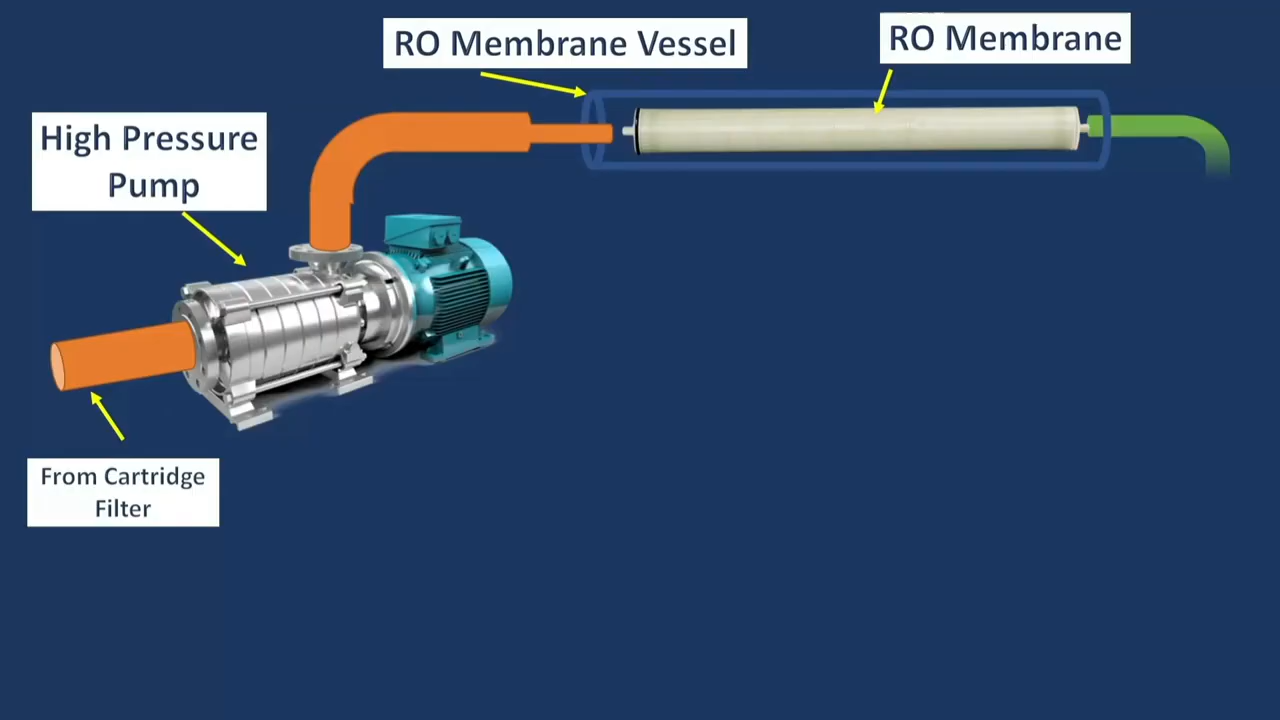 RO Membrane Vessel
RO Membrane
High Pressure
Pump
From Cartridge
Filter